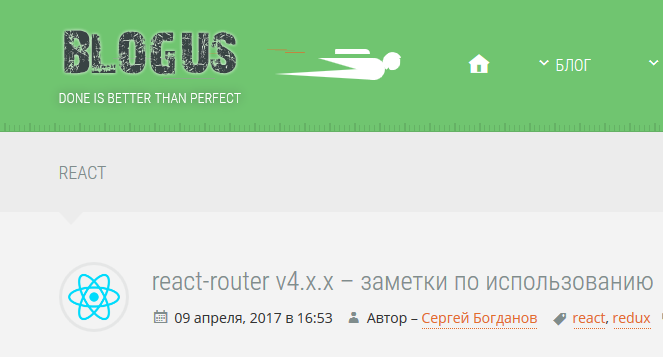 BLOGUS
DONE IS BETTER THAN PERFECT
БЛОГ
REACT
react-router v4.x.x – заметки по использованию
09 апреля, 2017 в 16:53 Автор – Сергей Богданов react, redux